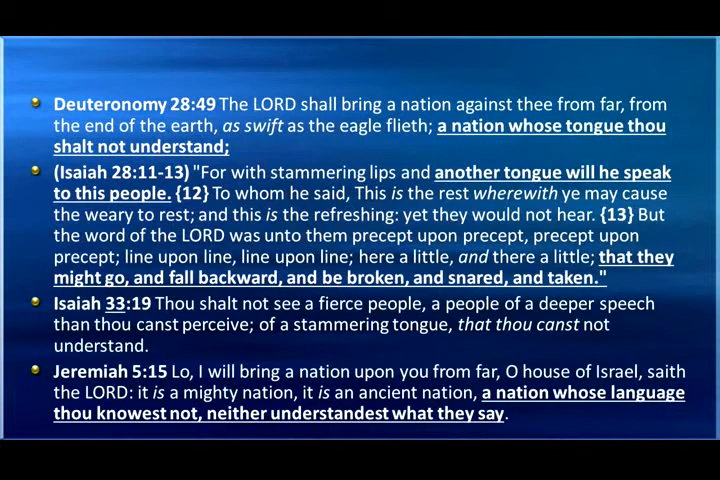 Deuteronomy 28:49 The LORD shall bring a nation against thee from far, from
the end of the earth, as swift as the eagle flieth; a nation whose tongue thou
shalt not understand;
(Isaiah 28:11-13) "For with stammering lips and another tongue will he speak
to this people. {12} To whom he said, This is the rest wherewith ye may cause
the weary to rest; and this is the refreshing: yet they would not hear. {13} But
the word of the LORD was unto them precept upon precept, precept upon
precept; line upon line, line upon line; here a little, and there a little; that they
might go, and fall backward, and be broken, and snared, and taken."
Isaiah 33:19 Thou shalt not see a fierce people, a people of a deeper speech
than thou canst perceive; of a stammering tongue, that thou canst not
understand.
Jeremiah 5:15 Lo, I will bring a nation upon you from far, O house of Israel, saith
the LORD: it is a mighty nation, it is an ancient nation, a nation whose language
thou knowest not, neither understandest what they say.